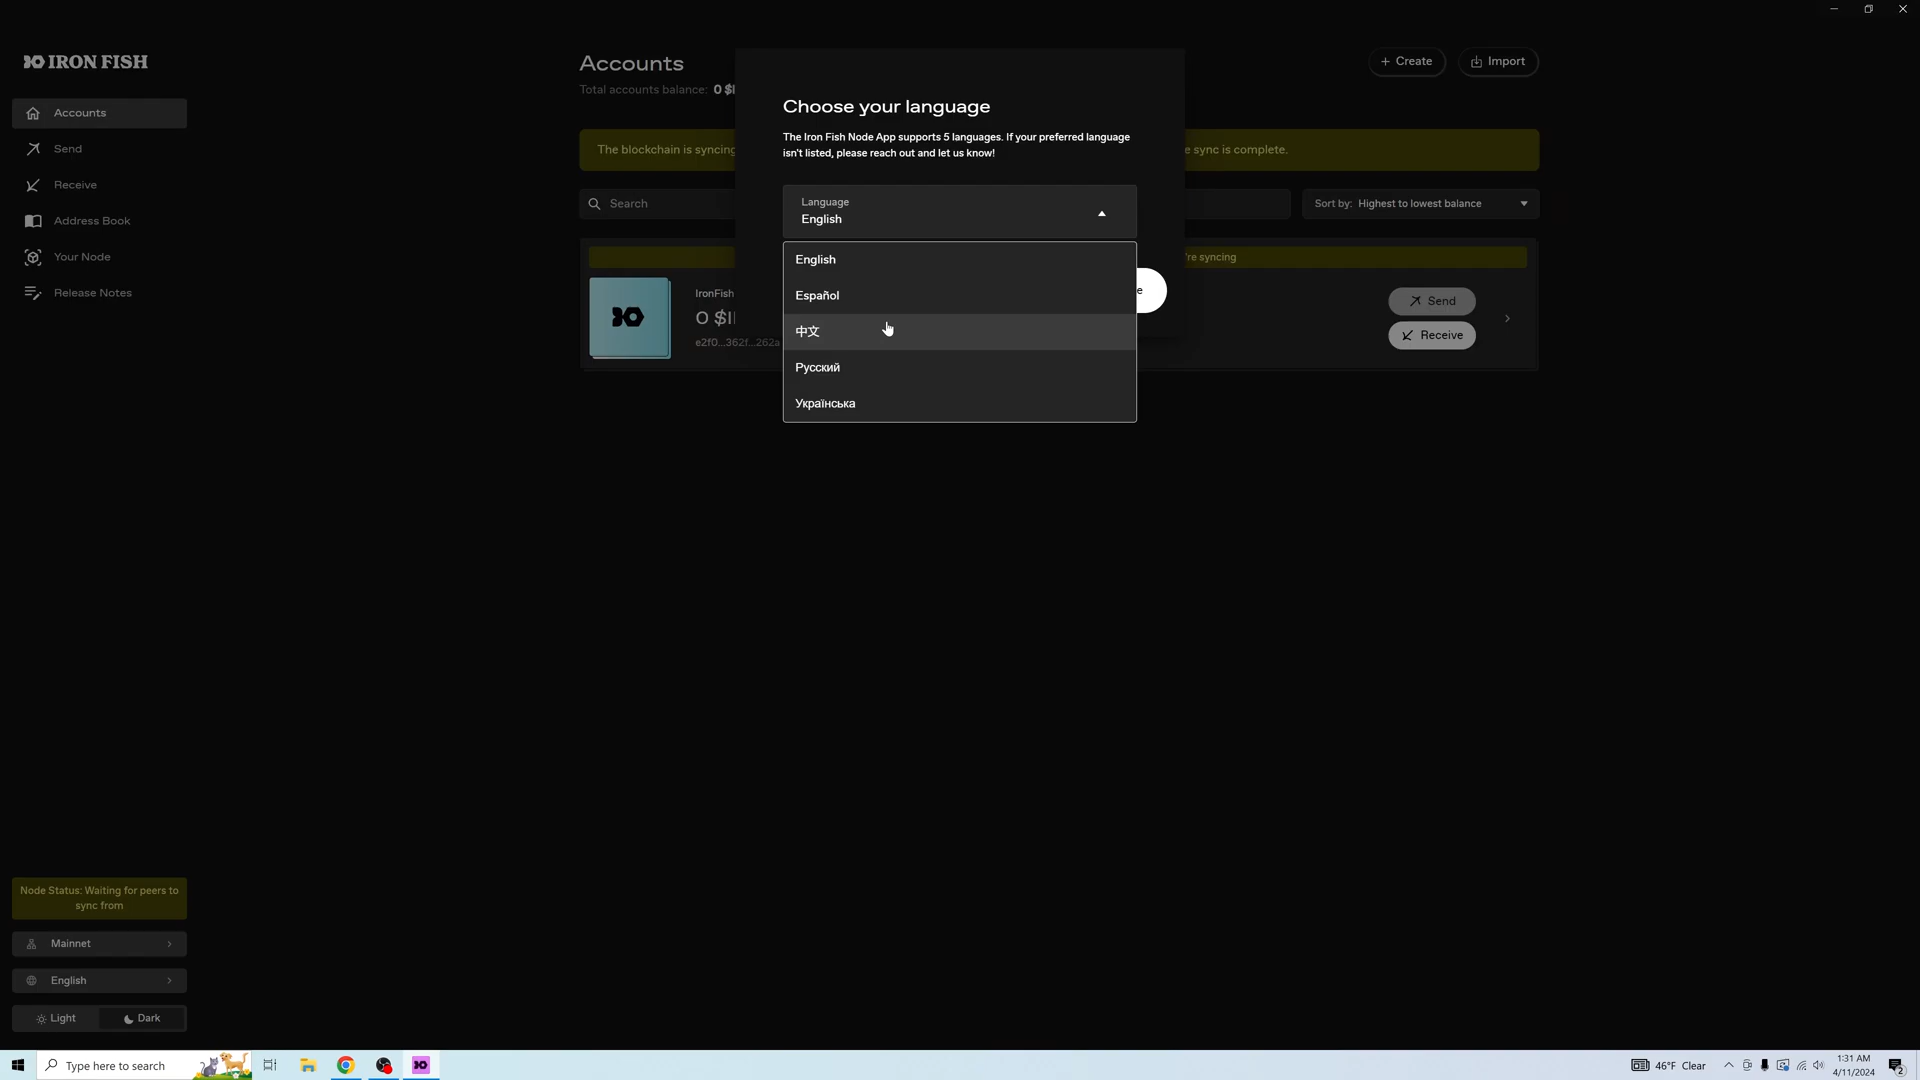 IRON FISH
Accounts
Send
Receive
Address Book
Your Node
Release Notes
Node Status: Waiting for peers to
sync from
Mainnet
English
Light
Dark
Accounts
Total accounts balance: 0
Create
Import
The blockchain is syncing
e sync is complete.
Search
Sort by: Highest to lowest balance
're syncing
IronFish
0
e2f0...362f...262a
Send
Receive
Choose your language
The Iron Fish Node App supports 5 languages. If your preferred language
isn't listed, please reach out and let us know!
Language
English
English
Español
中文
Русский
Українська
e
Type here to search
46°F Clear
1:31 AM
4/11/2024
2